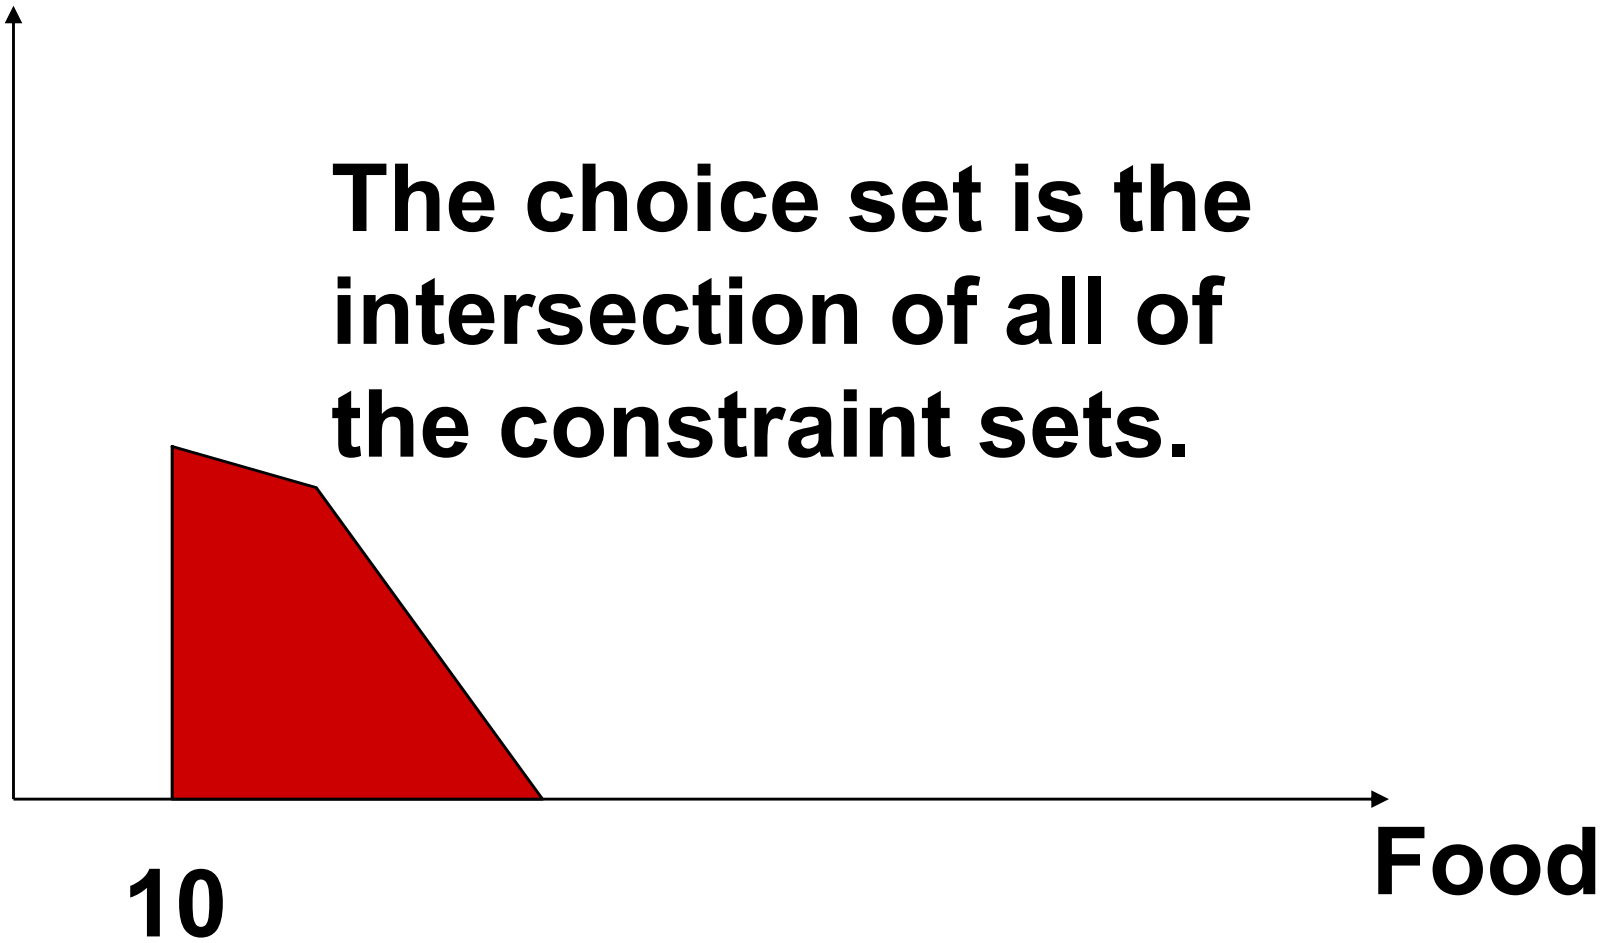 The choice set is the
intersection of all of
the constraint sets.
Food
10